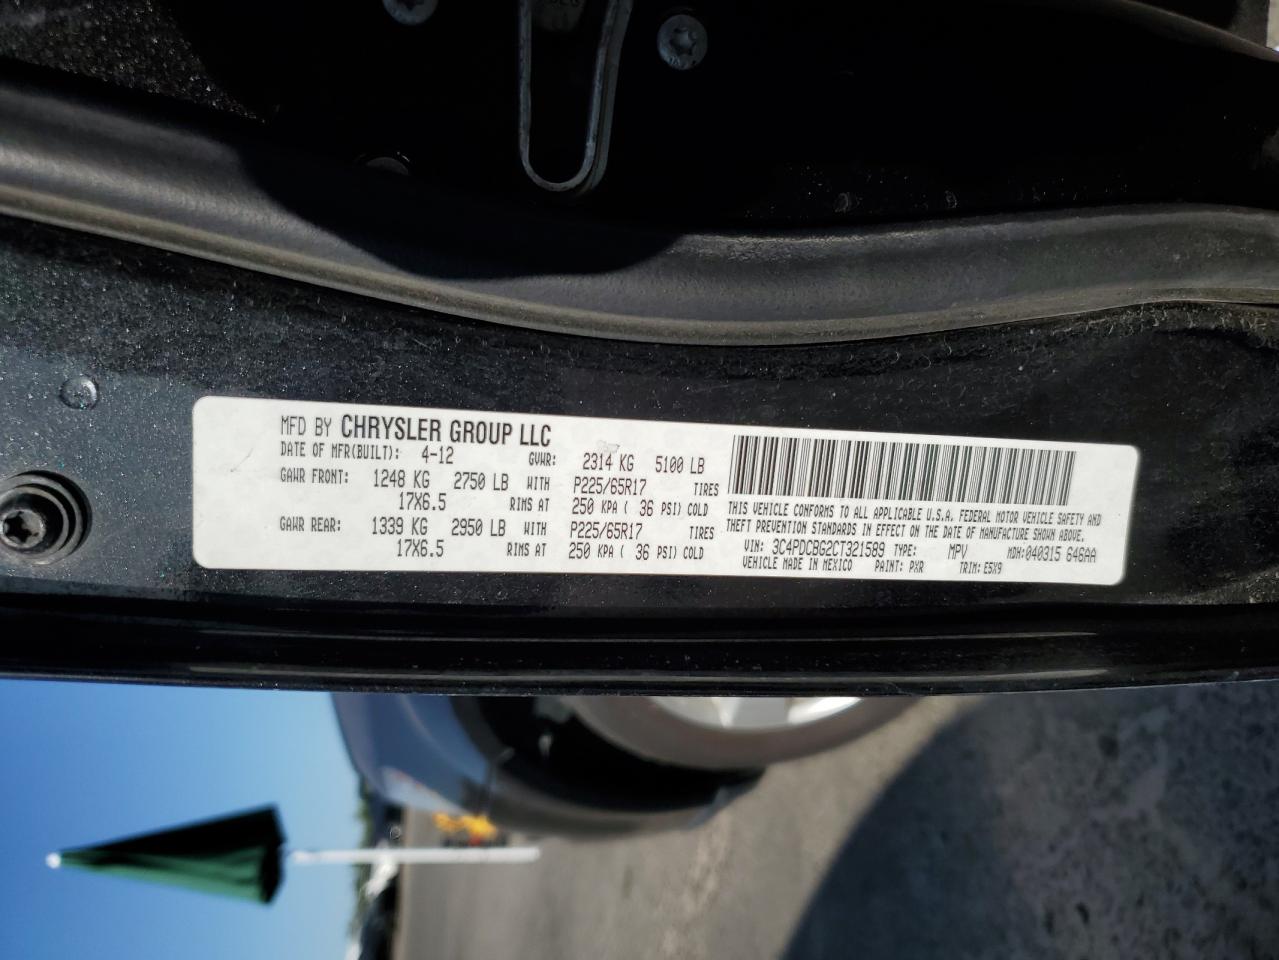 MFD BY CHRYSLER GROUP LLC
DATE OF MFR(BUILT): 4-12 GVWR: 2314 KG 5100 LB
GAWR FRONT: 1248 KG 2750 LB WITH P225/65R17 TIRES
17X6.5 RIMS AT 250 KPA ( 36 PSI) COLD
GAWR REAR: 1339 KG 2950 LB WITH P225/65R17 TIRES
17X6.5 RIMS AT 250 KPA ( 36 PSI) COLD
THIS VEHICLE CONFORMS TO ALL APPLICABLE U.S.A. FEDERAL MOTOR VEHICLE SAFETY AND
THEFT PREVENTION STANDARDS IN EFFECT ON THE DATE OF MANUFACTURE SHOWN ABOVE.
VIN: 3C4PDCBG2CT321589 TYPE: MPV MDH:040315 646AA
VEHICLE MADE IN MEXICO PAINT: PXR TRIM: E5X9